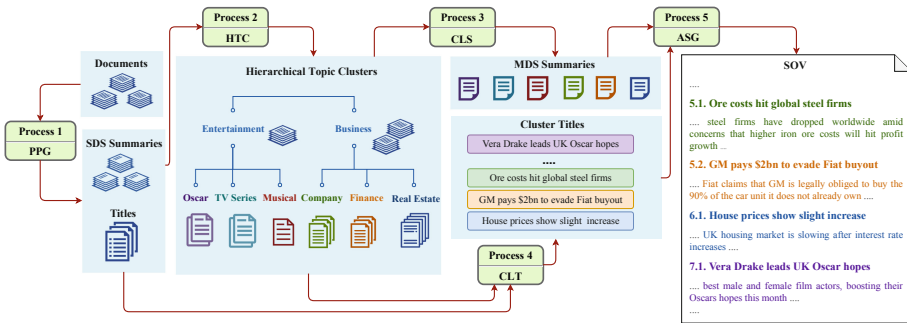 Process 1
PPG
Documents
SDS Summaries
Titles
Process 2
HTC
Hierarchical Topic Clusters
Entertainment
Business
Oscar
TV Series
Musical
Company
Finance
Real Estate
Process 3
CLS
MDS Summaries
Cluster Titles
Vera Drake leads UK Oscar hopes
....
Ore costs hit global steel firms
GM pays $2bn to evade Fiat buyout
House prices show slight increase
Process 4
CLT
Process 5
ASG
SOV
....
5.1. Ore costs hit global steel firms
.... steel firms have dropped worldwide amid
concerns that higher iron ore costs will hit profit
growth ..
5.2. GM pays $2bn to evade Fiat buyout
.... Fiat claims that GM is legally obliged to buy the
90% of the car unit it does not already own ....
6.1. House prices show slight increase
.... UK housing market is slowing after interest rate
increases ....
7.1. Vera Drake leads UK Oscar hopes
.... best male and female film actors, boosting their
Oscars hopes this month ....
....